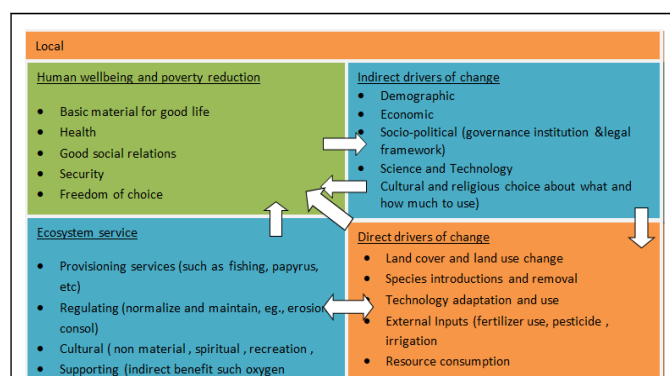 Local
Human wellbeing and poverty reduction
• Basic material for good life
• Health
• Good social relations
• Security
• Freedom of choice
Indirect drivers of change
• Demographic
• Economic
• Socio-political (governance institution &legal
framework)
• Science and Technology
Cultural and religious choice about what and
how much to use)
Ecosystem service
• Provisioning services (such as fishing, papyrus,
etc)
• Regulating (normalize and maintain, eg., erosion
consol)
• Cultural ( non material , spiritual , recreation ,
• Supporting (indirect benefit such oxygen
Direct drivers of change
• Land cover and land use change
• Species introductions and removal
• Technology adaptation and use
• External Inputs (fertilizer use, pesticide ,
irrigation
• Resource consumption